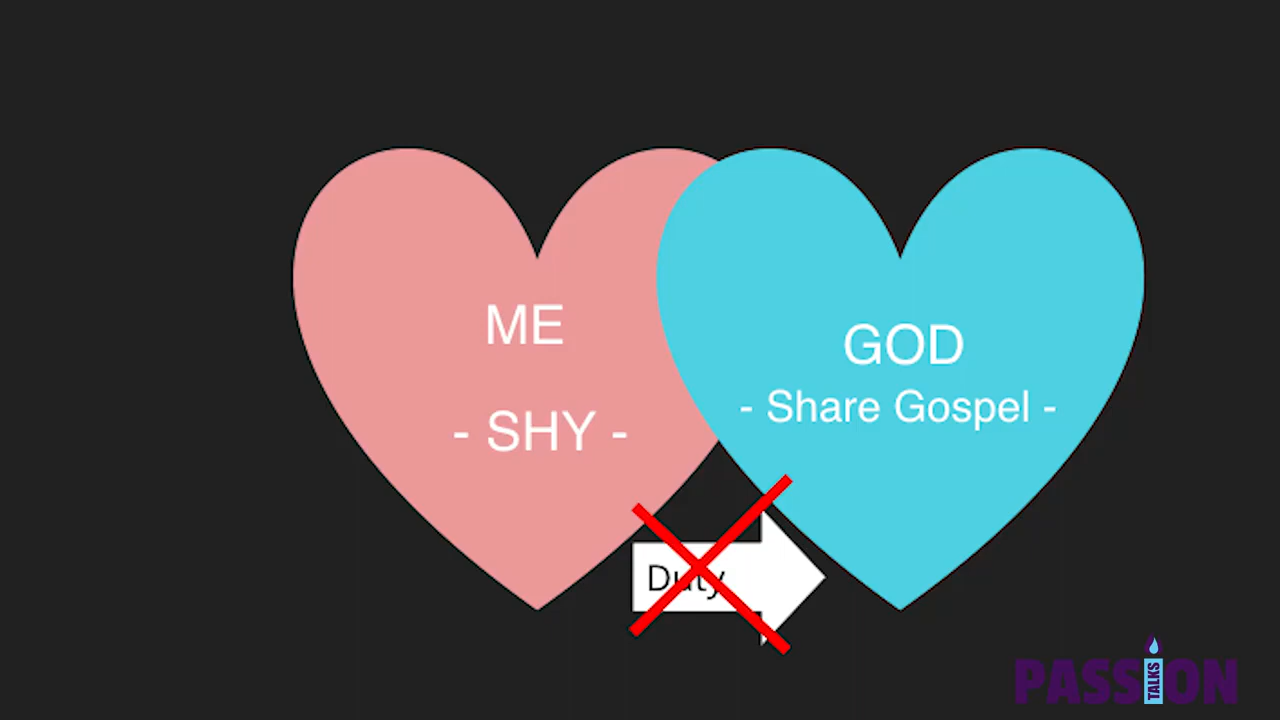 ME
- SHY -
GOD
- Share Gospel -
Duty
PASSION
TALKS